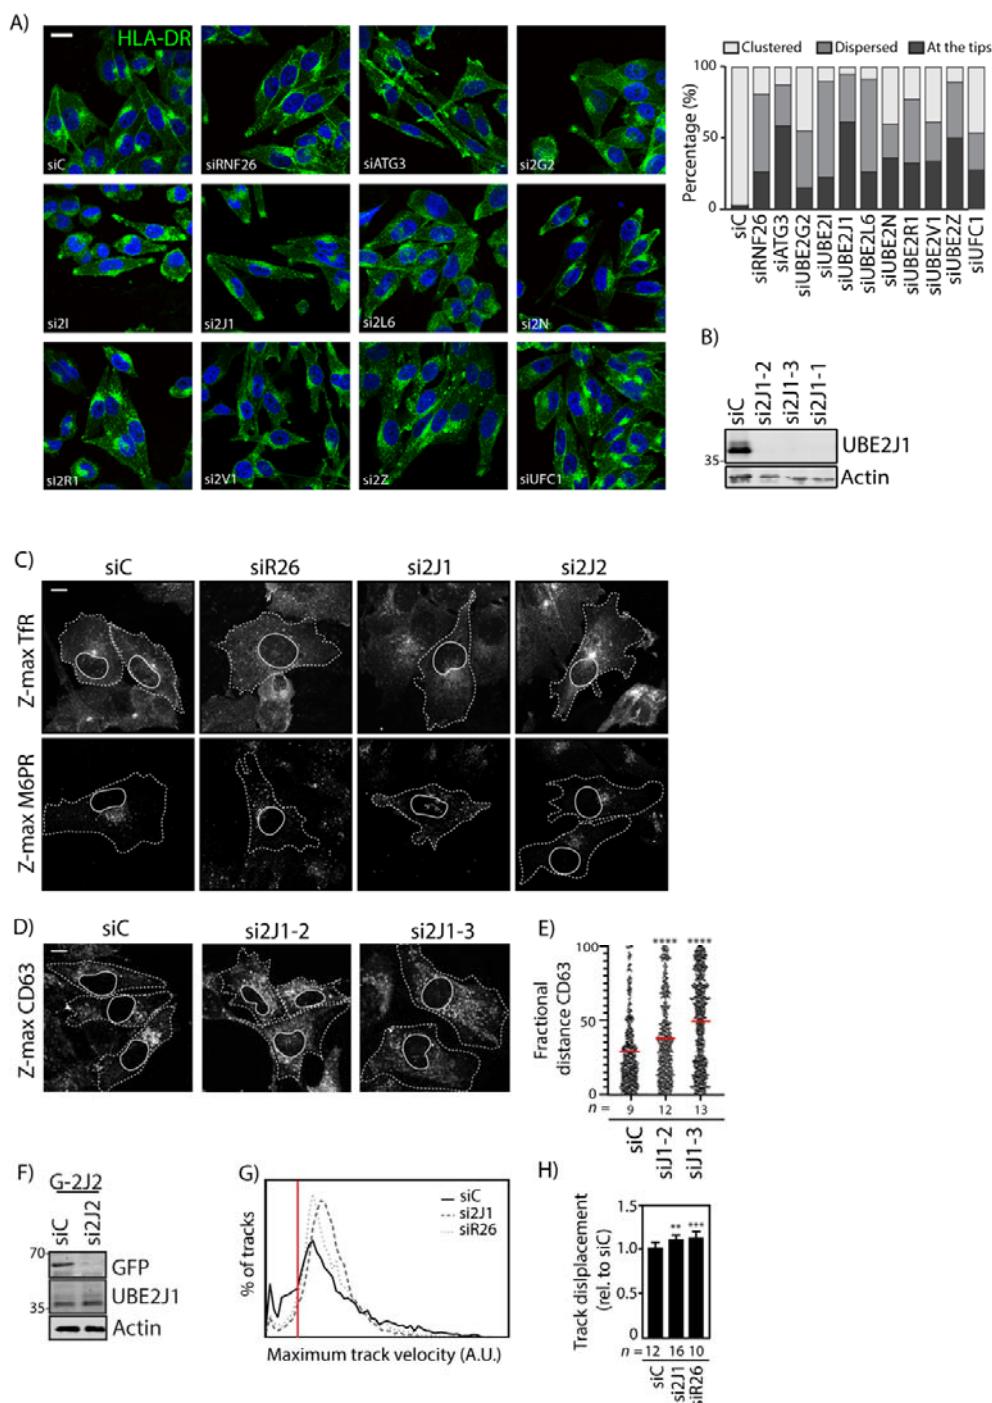 A)
HLA-DR
siC
siRNF26
siATG3
si2G2
si2I
si2J1
si2L6
si2N
si2R1
si2V1
si2Z
siUFC1
Clustered Dispersed At the tips
Percentage (%)
100
50
0
siC siRNF26 siATG3 siUBE2G2 siUBE2I siUBE2J1 siUBE2L6 siUBE2N siUBE2R1 siUBE2V1 siUBE2Z siUFC1
B)
siC si2J1-2 si2J1-3 si2J1-1
35-
UBE2J1
Actin
C)
siC siR26 si2J1 si2J2
Z-max TfR
Z-max M6PR
D)
siC si2J1-2 si2J1-3
Z-max CD63
E)
Fractional
distance CD63
100
50
0
**** ****
n = 9 12 13
siC siJ1-2 siJ1-3
F)
G-2J2
siC si2J2
70
35
GFP
UBE2J1
Actin
G)
siC
si2J1
siR26
% of tracks
Maximum track velocity (A.U.)
H)
Track dislplacement
(rel. to siC)
1.5
1.0
0.5
0
** ***
n = 12 16 10
siC si2J1 siR26